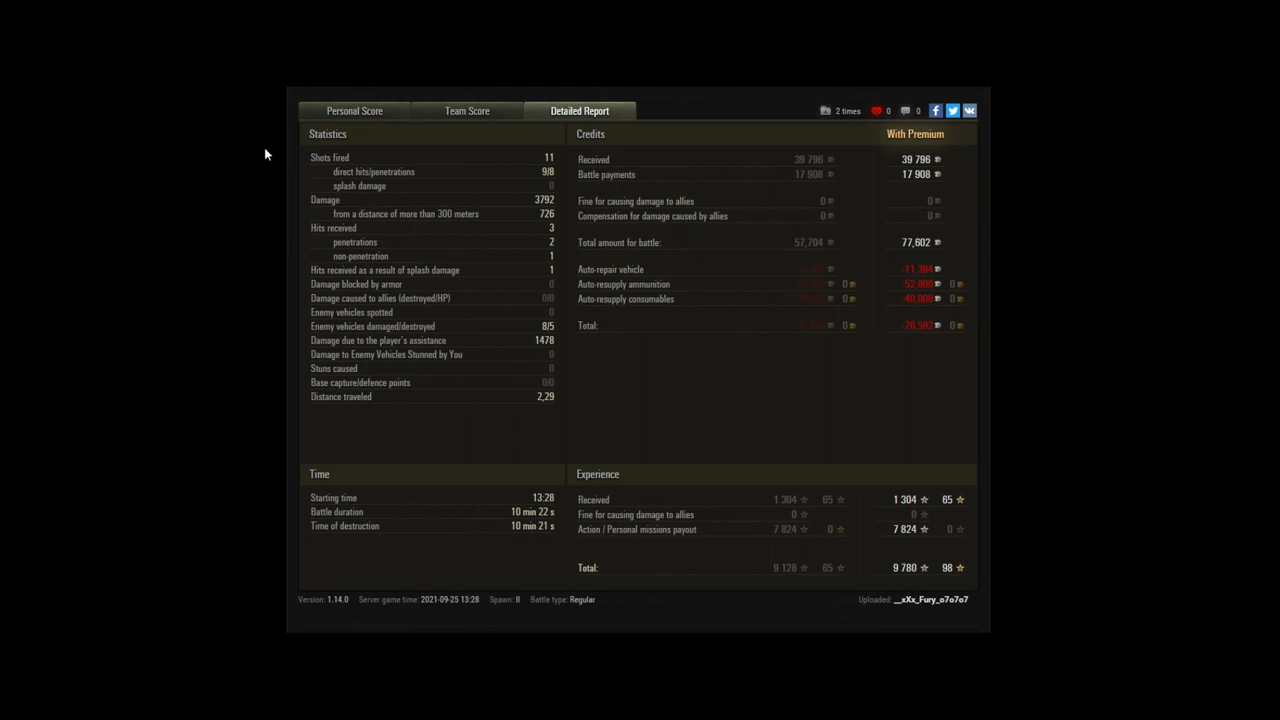 Personal Score Team Score Detailed Report 2 times 0 0
Statistics Credits With Premium
Shots fired 11 Received 39 796 39 796
direct hits/penetrations 9/8 Battle payments 17 908 17 908
splash damage 0
Damage 3792 Fine for causing damage to allies 0 0
from a distance of more than 300 meters 726 Compensation for damage caused by allies 0 0
Hits received 3
penetrations 2 Total amount for battle: 57,704 77,602
non-penetration 1
Hits received as a result of splash damage 1 Auto-repair vehicle -11,394
Damage blocked by armor 0 Auto-resupply ammunition 0 0
Damage caused to allies (destroyed/HP) 0/0 Auto-resupply consumables 0 0
Enemy vehicles spotted 0
Enemy vehicles damaged/destroyed 8/5 Total: 0 0
Damage due to the player's assistance 1478
Damage to Enemy Vehicles Stunned by You 0
Stuns caused 0
Base capture/defence points 0/0
Distance traveled 2,29
Time Experience
Starting time 13:28 Received 1 304 65 1 304 65
Battle duration 10 min 22 s Fine for causing damage to allies 0 0
Time of destruction 10 min 21 s Action / Personal missions payout 7 824 0 7 824 0
Total: 9 128 65 9 780 98
Version: 1.14.0 Server game time: 2021-09-25 13:28 Spawn: II Battle type: Regular Uploaded: __xXx_Fury_o7o7o7